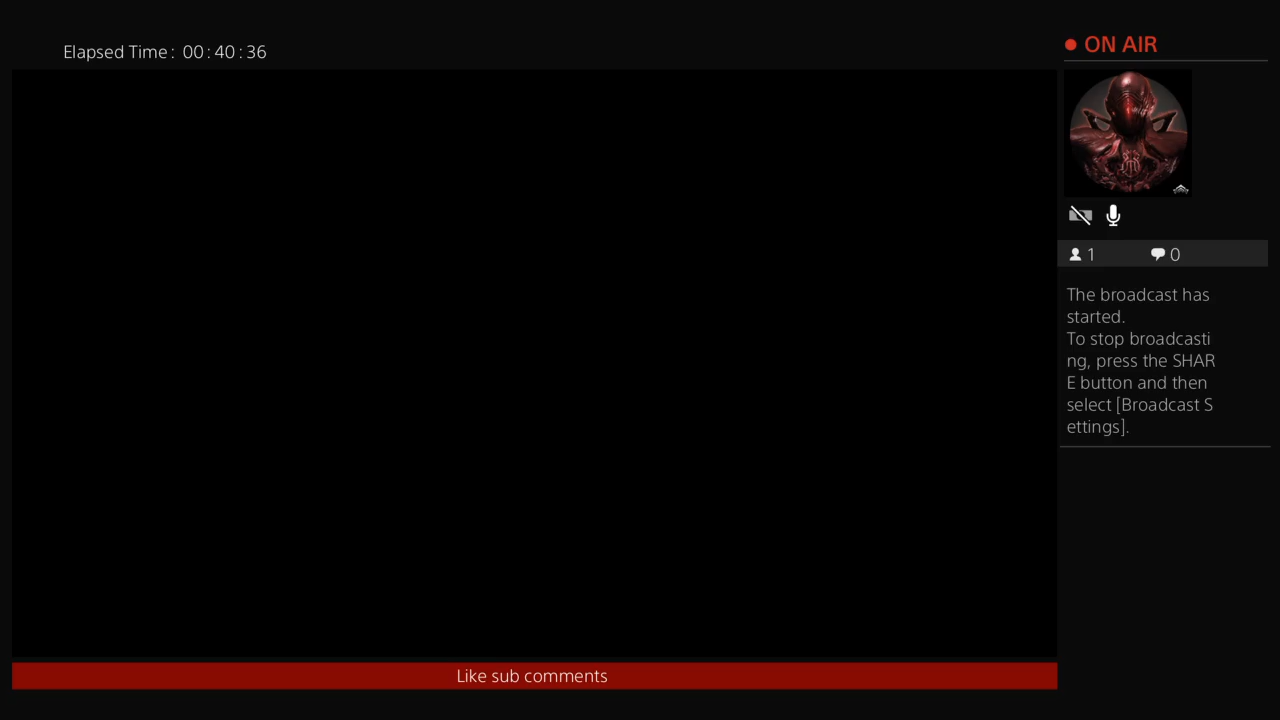 Elapsed Time: 00:40:36
ON AIR
1 0
The broadcast has
started.
To stop broadcasti
ng, press the SHAR
E button and then
select [Broadcast S
ettings].
Like sub comments